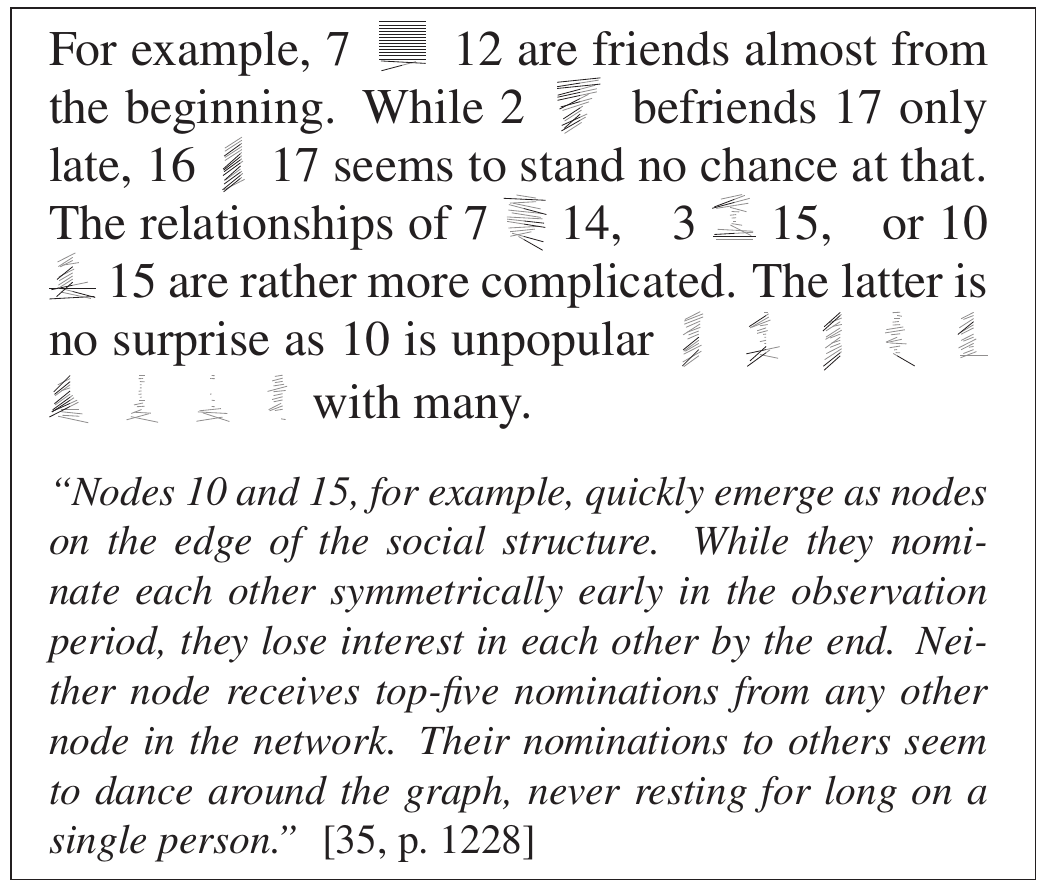 For example, 7 12 are friends almost from
the beginning. While 2 befriends 17 only
late, 16 17 seems to stand no chance at that.
The relationships of 7 14, 3 15, or 10
15 are rather more complicated. The latter is
no surprise as 10 is unpopular
with many.
“Nodes 10 and 15, for example, quickly emerge as nodes
on the edge of the social structure. While they nomi-
nate each other symmetrically early in the observation
period, they lose interest in each other by the end. Nei-
ther node receives top-five nominations from any other
node in the network. Their nominations to others seem
to dance around the graph, never resting for long on a
single person.” [35, p. 1228]